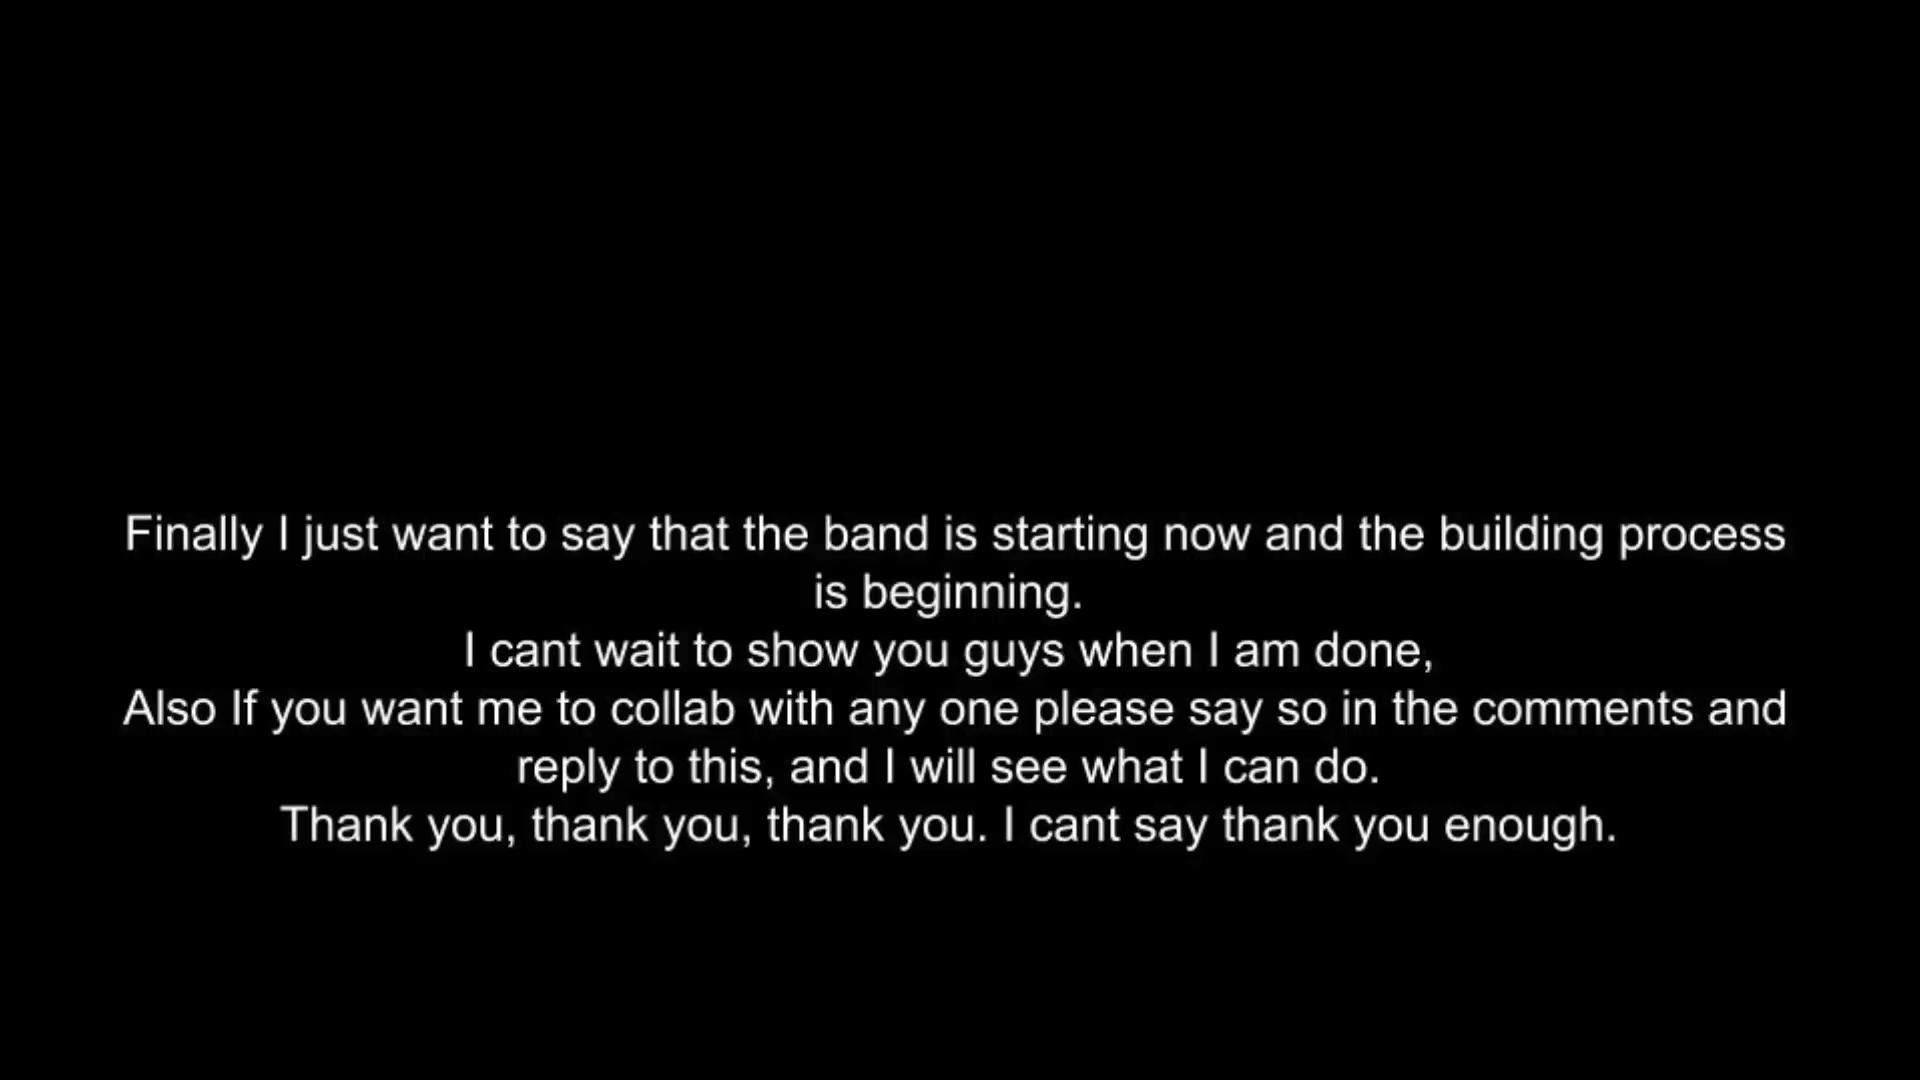 Finally I just want to say that the band is starting now and the building process
is beginning.
I cant wait to show you guys when I am done,
Also If you want me to collab with any one please say so in the comments and
reply to this, and I will see what I can do.
Thank you, thank you, thank you. I cant say thank you enough.